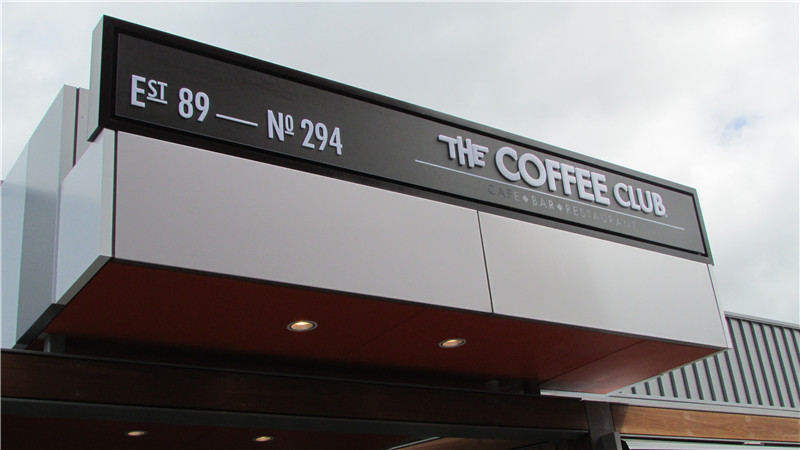 EST 89 — Nº 294
THE COFFEE CLUB
CAFE • BAR • RESTAURANT